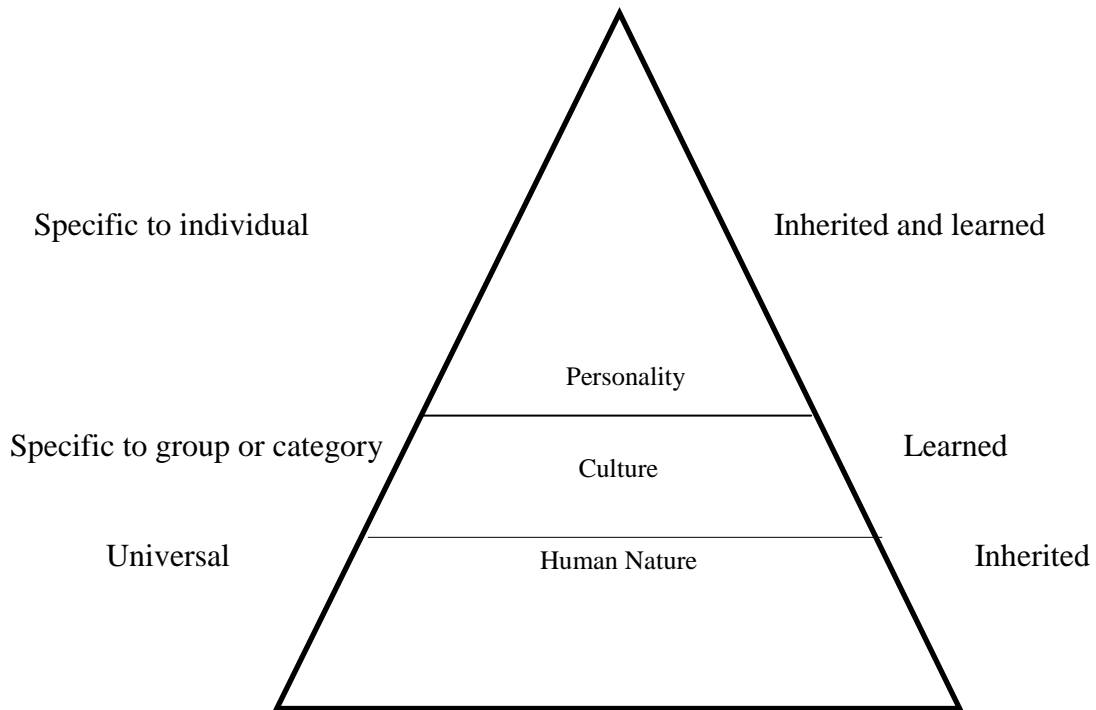 Specific to individual
Inherited and learned
Personality
Specific to group or category
Learned
Culture
Universal
Human Nature
Inherited